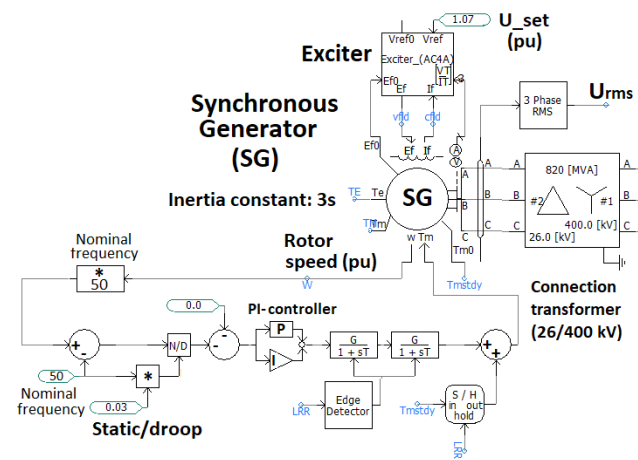 1.07
U_set
(pu)
Vref0 Vref
Exciter
Exciter_(AC4A)
Ef0
VT
IT
3
Ef If
vfld
cfld
3 Phase
RMS
Urms
Synchronous
Generator
(SG)
Ef0
Ef If
A
V
Inertia constant: 3s
TE
Te
SG
TM
Tm
w Tm
Tm0
A
B
C
A A
B B
C C
820 [MVA]
#2
#1
400.0 [kV]
26.0 [kV]
Rotor
speed (pu)
W
Tmstdy
Connection
transformer
(26/400 kV)
Nominal
frequency
*
50
0.0
PI-controller
P
I
+
-
N/D
-
-
G
1 + sT
G
1 + sT
+
+
50
*
Nominal
frequency
0.03
Static/droop
LRR
Edge
Detector
Tmstdy
S / H
in out
hold
LRR